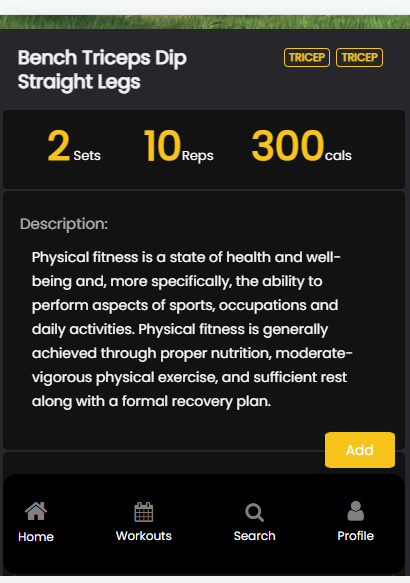 Bench Triceps Dip
Straight Legs
TRICEP TRICEP
2 Sets 10 Reps 300 cals
Description:
Physical fitness is a state of health and well-
being and, more specifically, the ability to
perform aspects of sports, occupations and
daily activities. Physical fitness is generally
achieved through proper nutrition, moderate-
vigorous physical exercise, and sufficient rest
along with a formal recovery plan.
Add
Home Workouts Search Profile